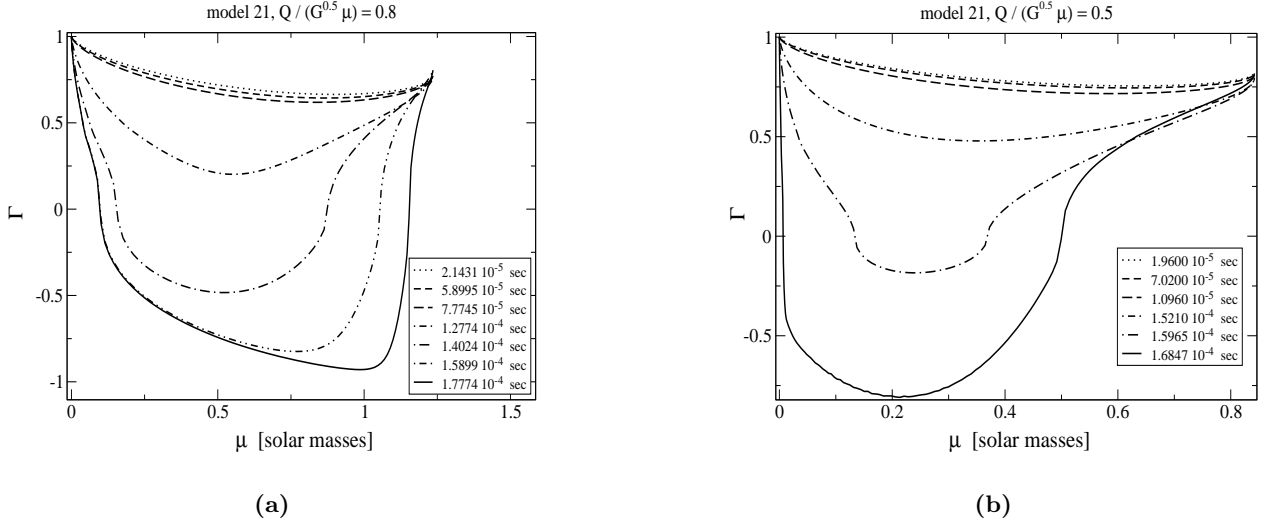 model 21, Q / (G^0.5 μ) = 0.8
1
0.5
0
-0.5
-1
Γ
0
0.5
1
1.5
μ [solar masses]
2.1431 10^-5 sec
5.8995 10^-5 sec
7.7745 10^-5 sec
1.2774 10^-4 sec
1.4024 10^-4 sec
1.5899 10^-4 sec
1.7774 10^-4 sec
(a)
model 21, Q / (G^0.5 μ) = 0.5
1
0.5
0
-0.5
Γ
0
0.2
0.4
0.6
0.8
μ [solar masses]
1.9600 10^-5 sec
7.0200 10^-5 sec
1.0960 10^-5 sec
1.5210 10^-4 sec
1.5965 10^-4 sec
1.6847 10^-4 sec
(b)